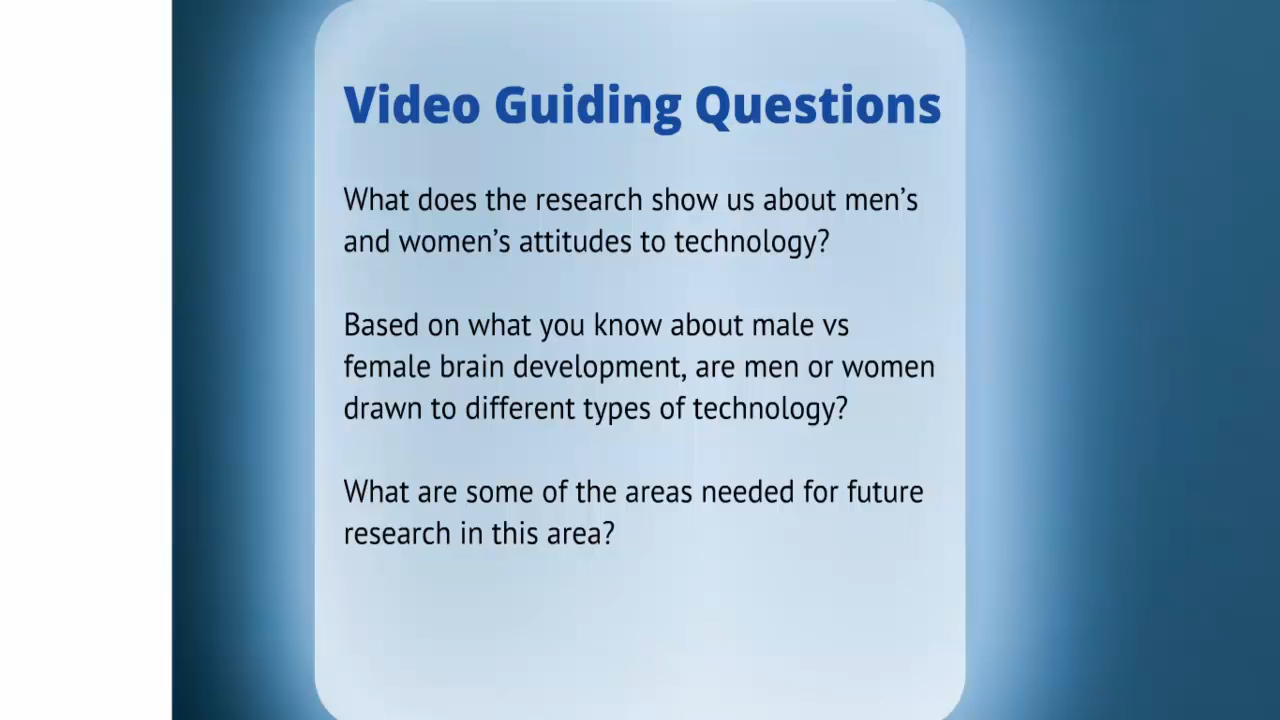 Video Guiding Questions
What does the research show us about men’s
and women’s attitudes to technology?
Based on what you know about male vs
female brain development, are men or women
drawn to different types of technology?
What are some of the areas needed for future
research in this area?